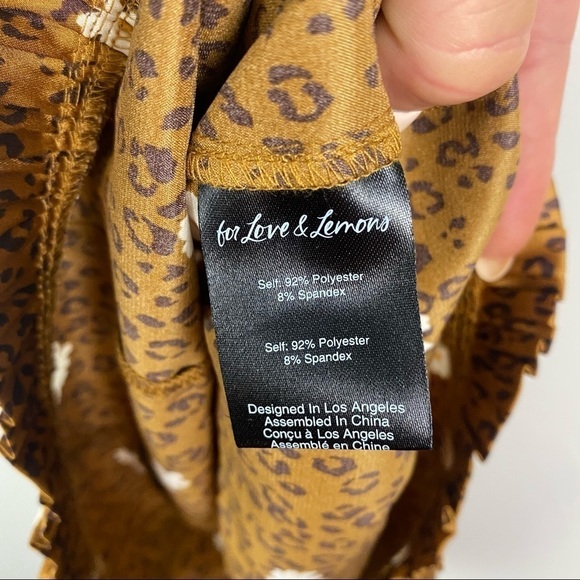 for Love & Lemons
Self: 92% Polyester
8% Spandex
Self: 92% Polyester
8% Spandex
Designed In Los Angeles
Assembled In China
Conçu à Los Angeles
Assemblé en Chine